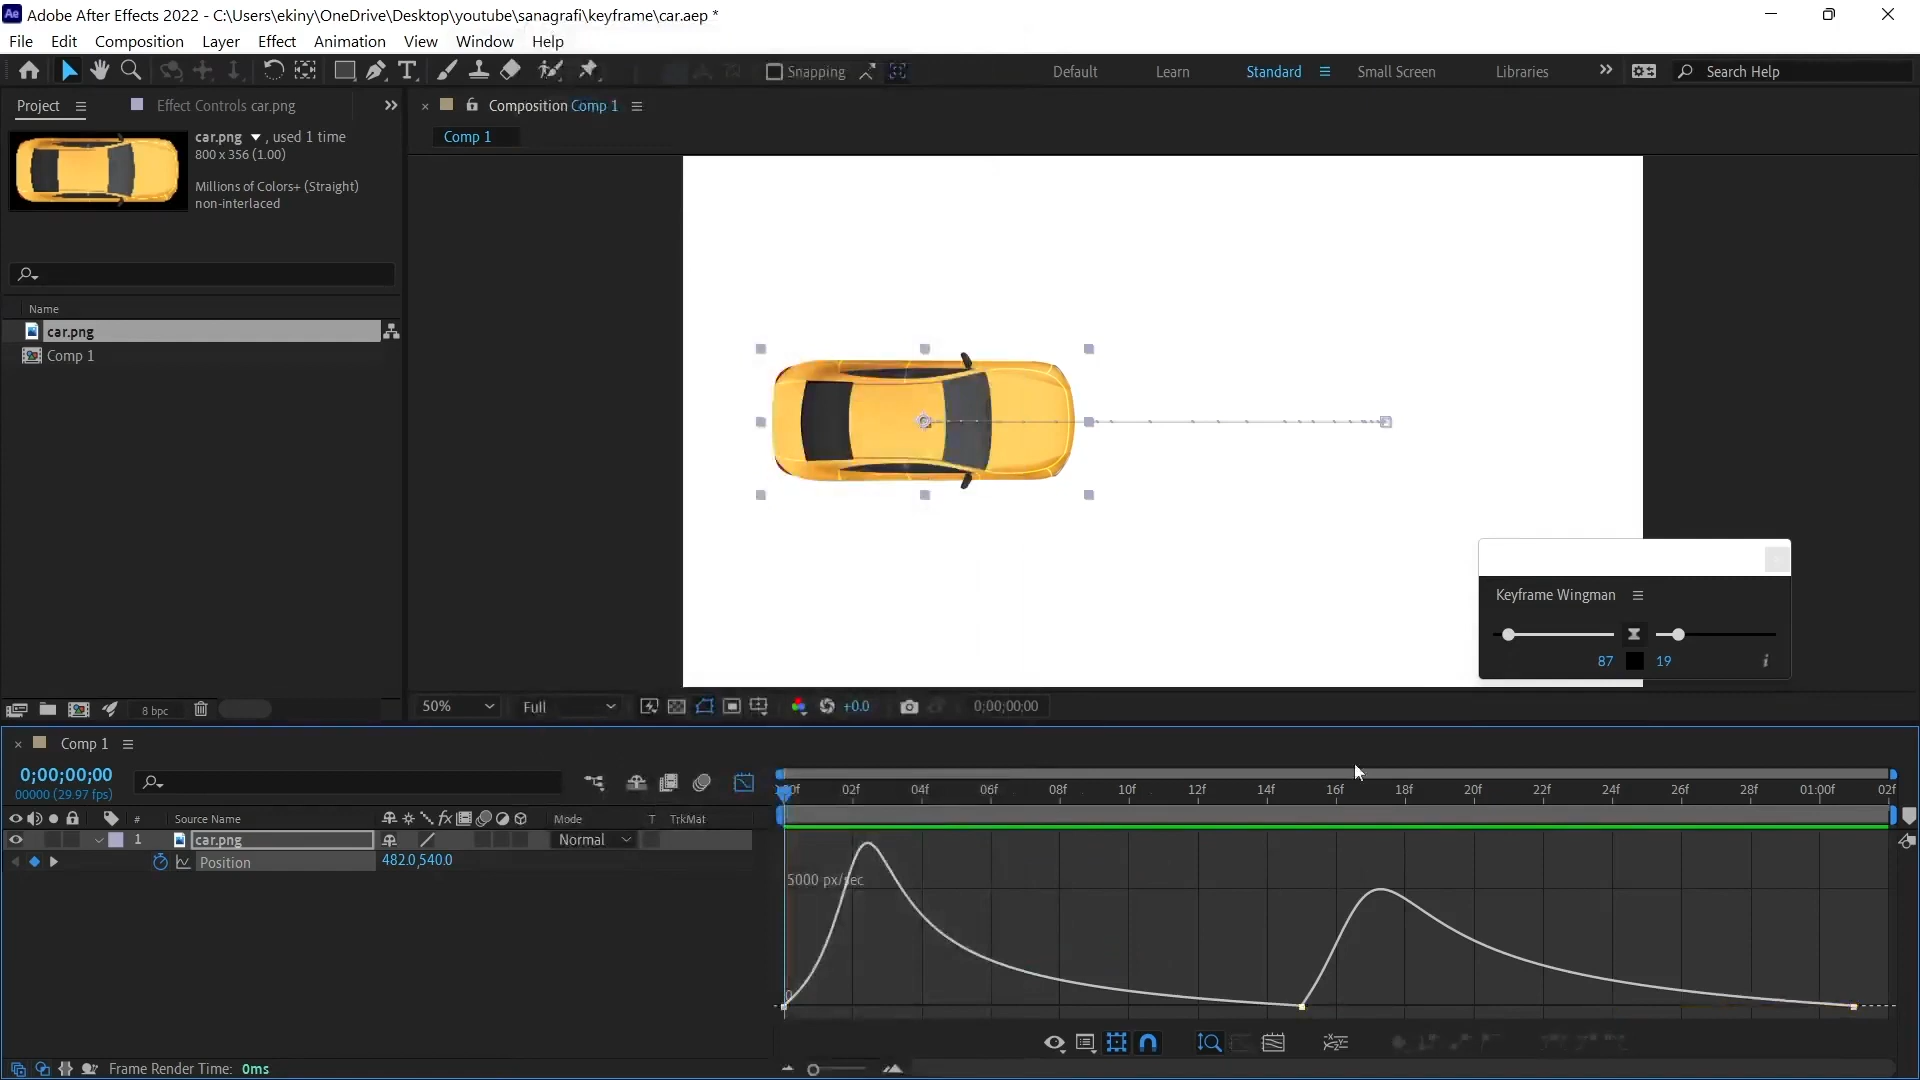 Ae Adobe After Effects 2022 - C:\Users\ekiny\OneDrive\Desktop\youtube\sanagrafi\keyframe\car.aep *
File Edit Composition Layer Effect Animation View Window Help
Snapping Default Learn Standard Small Screen Libraries Search Help
Project Effect Controls car.png
Composition Comp 1
car.png , used 1 time
800 x 356 (1.00)
Millions of Colors+ (Straight)
non-interlaced
Comp 1
Name
car.png
Comp 1
Keyframe Wingman
87 19 i
8 bpc
50% Full +0.0 0;00;00;00
Comp 1
0;00;00;00
00000 (29.97 fps)
02f 04f 06f 08f 10f 12f 14f 16f 18f 20f 22f 24f 26f 28f 01:00f 02f
# Source Name fx Mode T TrkMat
1 car.png Normal
Position 482.0,540.0
5000 px/sec
0
Frame Render Time: 0ms